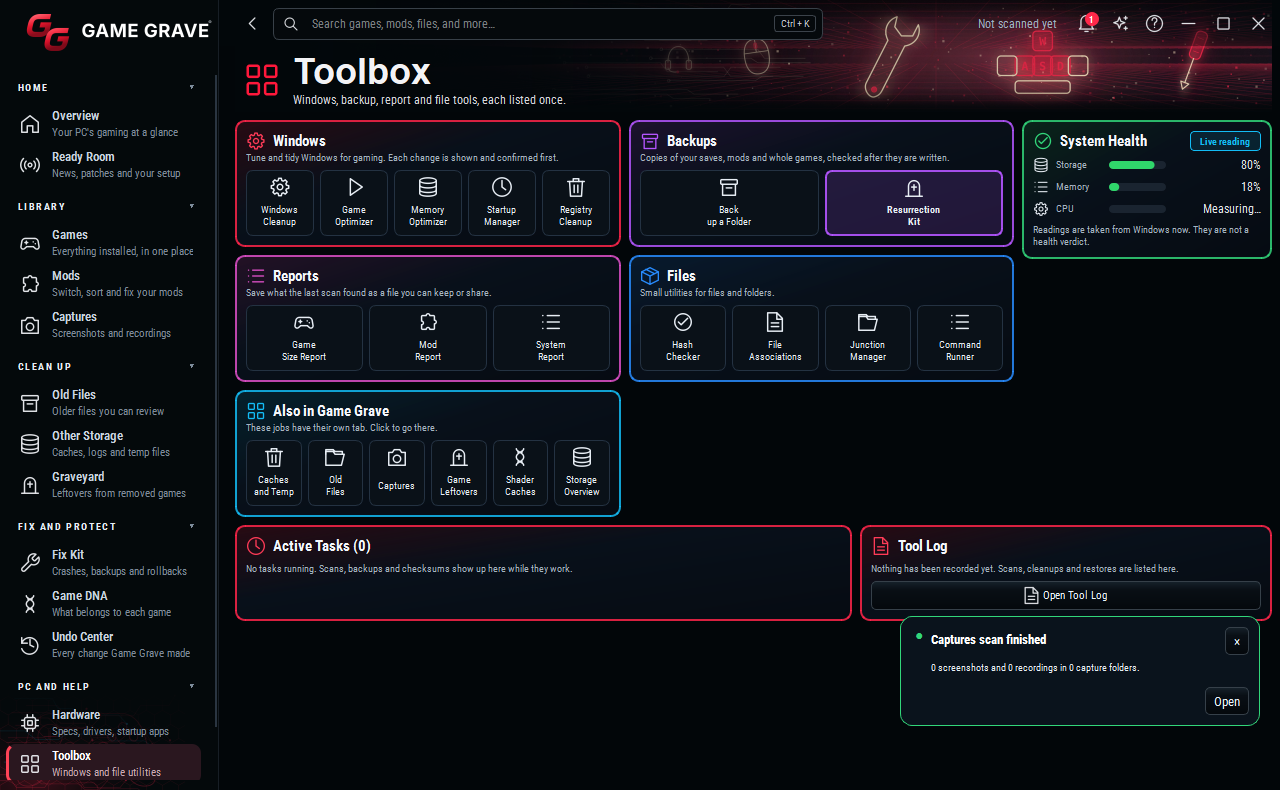 GG GAME GRAVE
Search games, mods, files, and more...
Ctrl + K
Not scanned yet
1
W
A S D
Toolbox
Windows, backup, report and file tools, each listed once.
HOME
Overview
Your PC's gaming at a glance
Ready Room
News, patches and your setup
LIBRARY
Games
Everything installed, in one place
Mods
Switch, sort and fix your mods
Captures
Screenshots and recordings
CLEAN UP
Old Files
Older files you can review
Other Storage
Caches, logs and temp files
Graveyard
Leftovers from removed games
FIX AND PROTECT
Fix Kit
Crashes, backups and rollbacks
Game DNA
What belongs to each game
Undo Center
Every change Game Grave made
PC AND HELP
Hardware
Specs, drivers, startup apps
Toolbox
Windows and file utilities
Windows
Tune and tidy Windows for gaming. Each change is shown and confirmed first.
Windows
Cleanup
Game
Optimizer
Memory
Optimizer
Startup
Manager
Registry
Cleanup
Backups
Copies of your saves, mods and whole games, checked after they are written.
Back
up a Folder
Resurrection
Kit
System Health
Live reading
Storage
80%
Memory
18%
CPU
Measuring...
Readings are taken from Windows now. They are not a
health verdict.
Reports
Save what the last scan found as a file you can keep or share.
Game
Size Report
Mod
Report
System
Report
Files
Small utilities for files and folders.
Hash
Checker
File
Associations
Junction
Manager
Command
Runner
Also in Game Grave
These jobs have their own tab. Click to go there.
Caches
and Temp
Old
Files
Captures
Game
Leftovers
Shader
Caches
Storage
Overview
Active Tasks (0)
No tasks running. Scans, backups and checksums show up here while they work.
Tool Log
Nothing has been recorded yet. Scans, cleanups and restores are listed here.
Open Tool Log
Captures scan finished
x
0 screenshots and 0 recordings in 0 capture folders.
Open